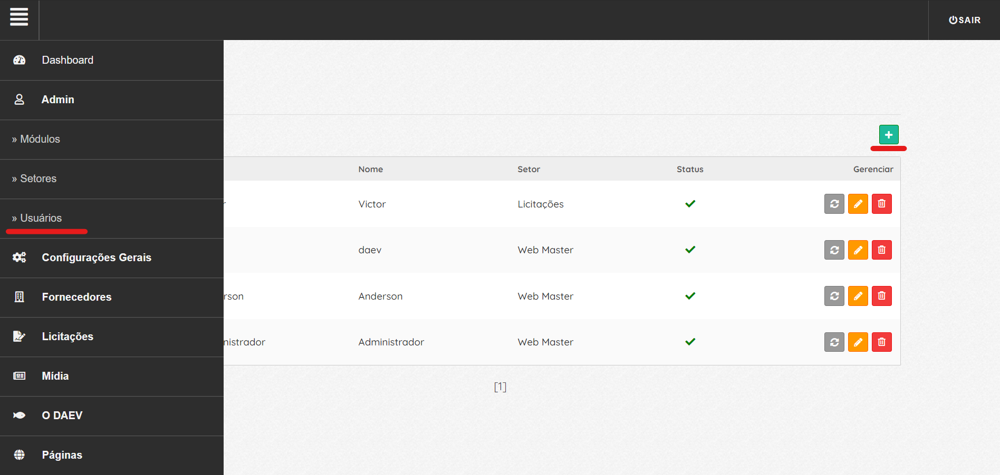 SAIR
Dashboard
Admin
» Módulos
» Setores
» Usuários
Configurações Gerais
Fornecedores
Licitações
Mídia
O DAEV
Páginas
Nome Setor Status Gerenciar
r Victor Licitações
daev Web Master
rson Anderson Web Master
nistrador Administrador Web Master
[1]